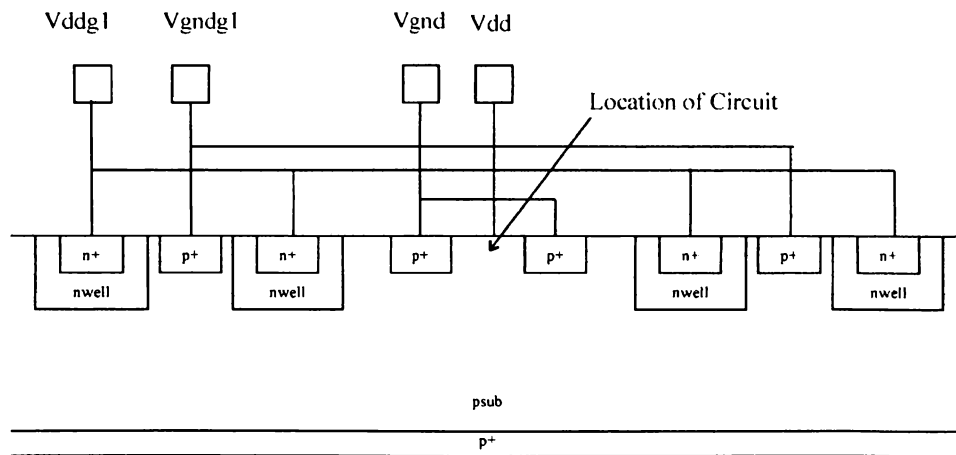 Vddg1 Vgndg1 Vgnd Vdd
Location of Circuit
n+ p+ n+ p+ p+ n+ p+ n+
nwell nwell nwell nwell
psub
p+